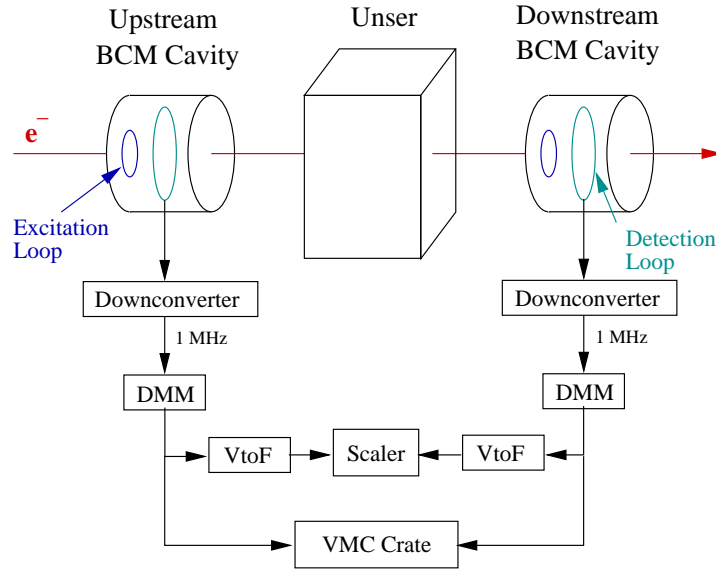 Upstream
BCM Cavity
Unser
Downstream
BCM Cavity
e⁻
Excitation
Loop
Detection
Loop
Downconverter
Downconverter
1 MHz
1 MHz
DMM
DMM
VtoF
Scaler
VtoF
VMC Crate